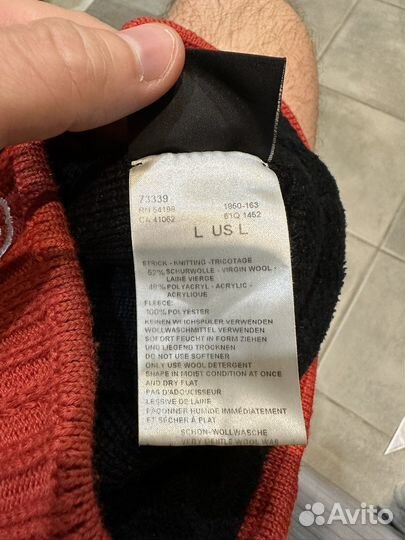 73339
RN 54198
CA 41062
1950-163
61Q 1452
L US L
STRICK - KNITTING - TRICOTAGE
52% SCHURWOLLE - VIRGIN WOOL -
LAINE VIERGE
48% POLYACRYL - ACRYLIC -
ACRYLIQUE
FLEECE:
100% POLYESTER
KEINEN WEICHSPÜLER VERWENDEN
WOLLWASCHMITTEL VERWENDEN
SOFORT FEUCHT IN FORM ZIEHEN
UND LIEGEND TROCKNEN
DO NOT USE SOFTENER
ONLY USE WOOL DETERGENT
SHAPE IN MOIST CONDITION AT ONCE
AND DRY FLAT
PAS D'ADOUCISSEUR
LESSIVE DE LAINE
FAÇONNER HUMIDE IMMÉDIATEMENT
ET SÉCHER À PLAT
SCHON-WOLLWÄSCHE
VERY GENTLE WOOL WAS
Avito